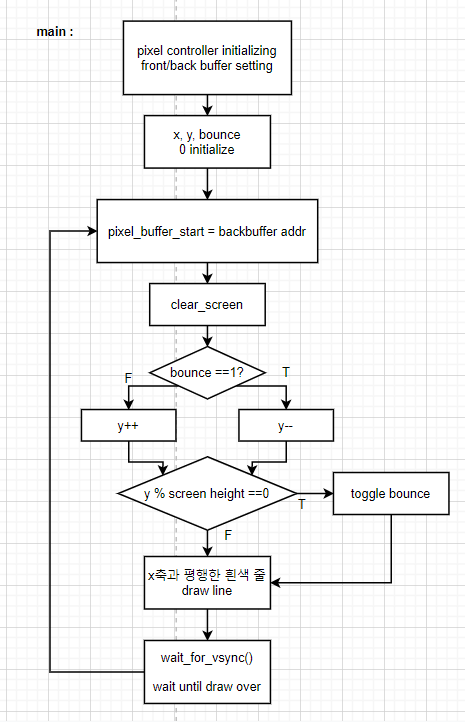 main :
pixel controller initializing
front/back buffer setting
x, y, bounce
0 initialize
pixel_buffer_start = backbuffer addr
clear_screen
bounce ==1?
F
T
y++
y--
y % screen height ==0
T
toggle bounce
F
x축과 평행한 흰색 줄
draw line
wait_for_vsync()
wait until draw over